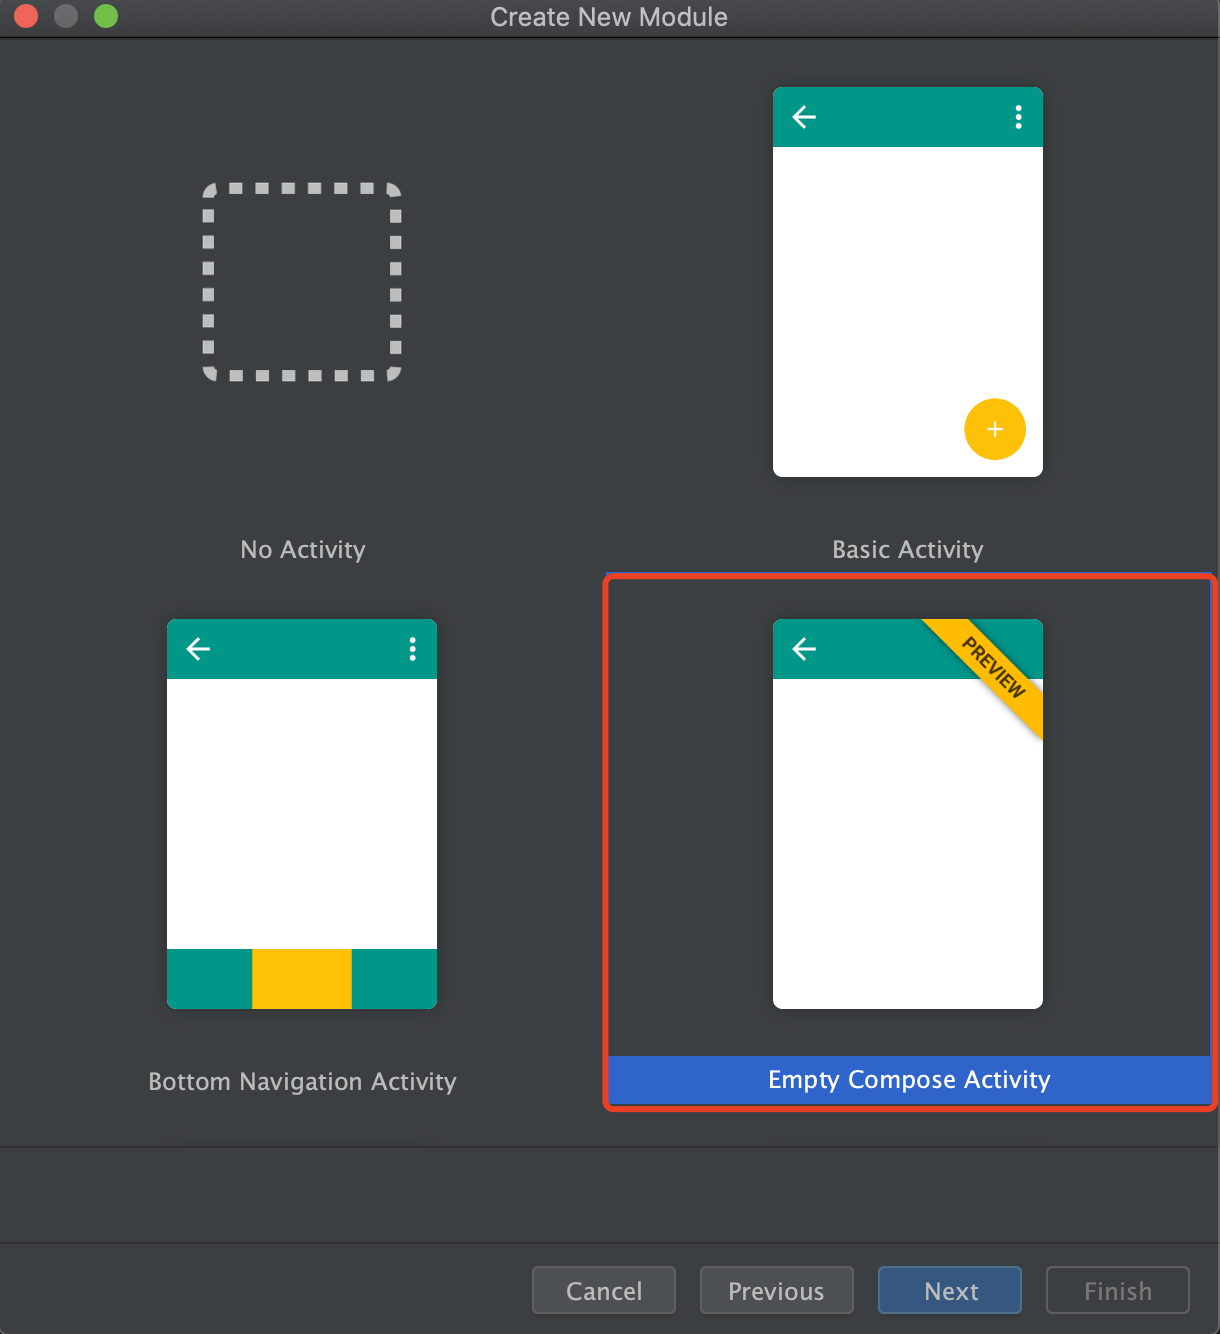 Create New Module
No Activity
Basic Activity
PREVIEW
Bottom Navigation Activity
Empty Compose Activity
Cancel
Previous
Next
Finish